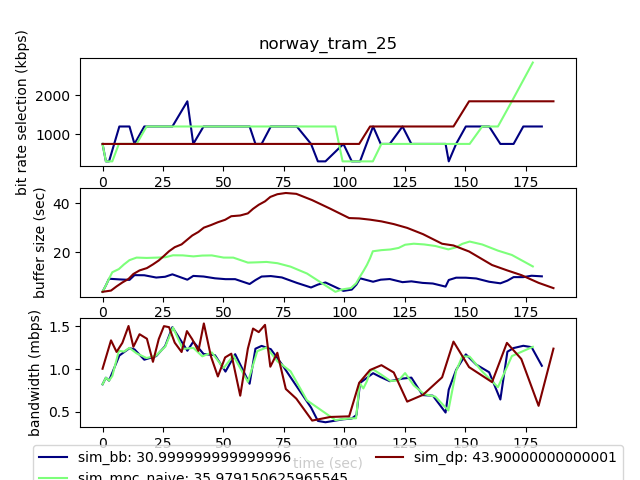 norway_tram_25
bit rate selection (kbps)
2000
1000
0 25 50 75 100 125 150 175
buffer size (sec)
40
20
0 25 50 75 100 125 150 175
bandwidth (mbps)
1.5
1.0
0.5
0 25 50 75 100 125 150 175
time (sec)
sim_bb: 30.999999999999996
sim_dp: 43.90000000000001
sim_mpc_naive: 35.979150625965545